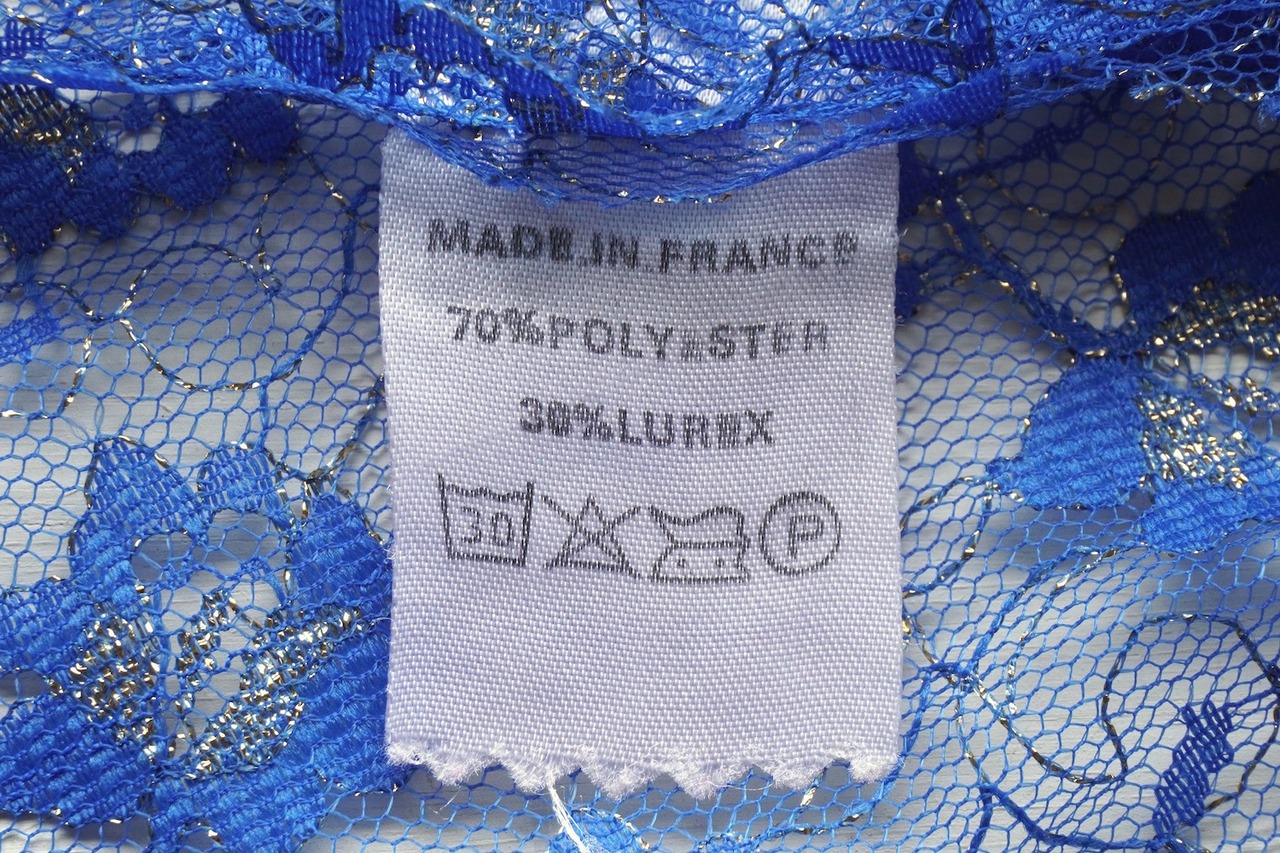 MADE.IN.FRANCE
70%POLYESTER
30%LUREX
30 P